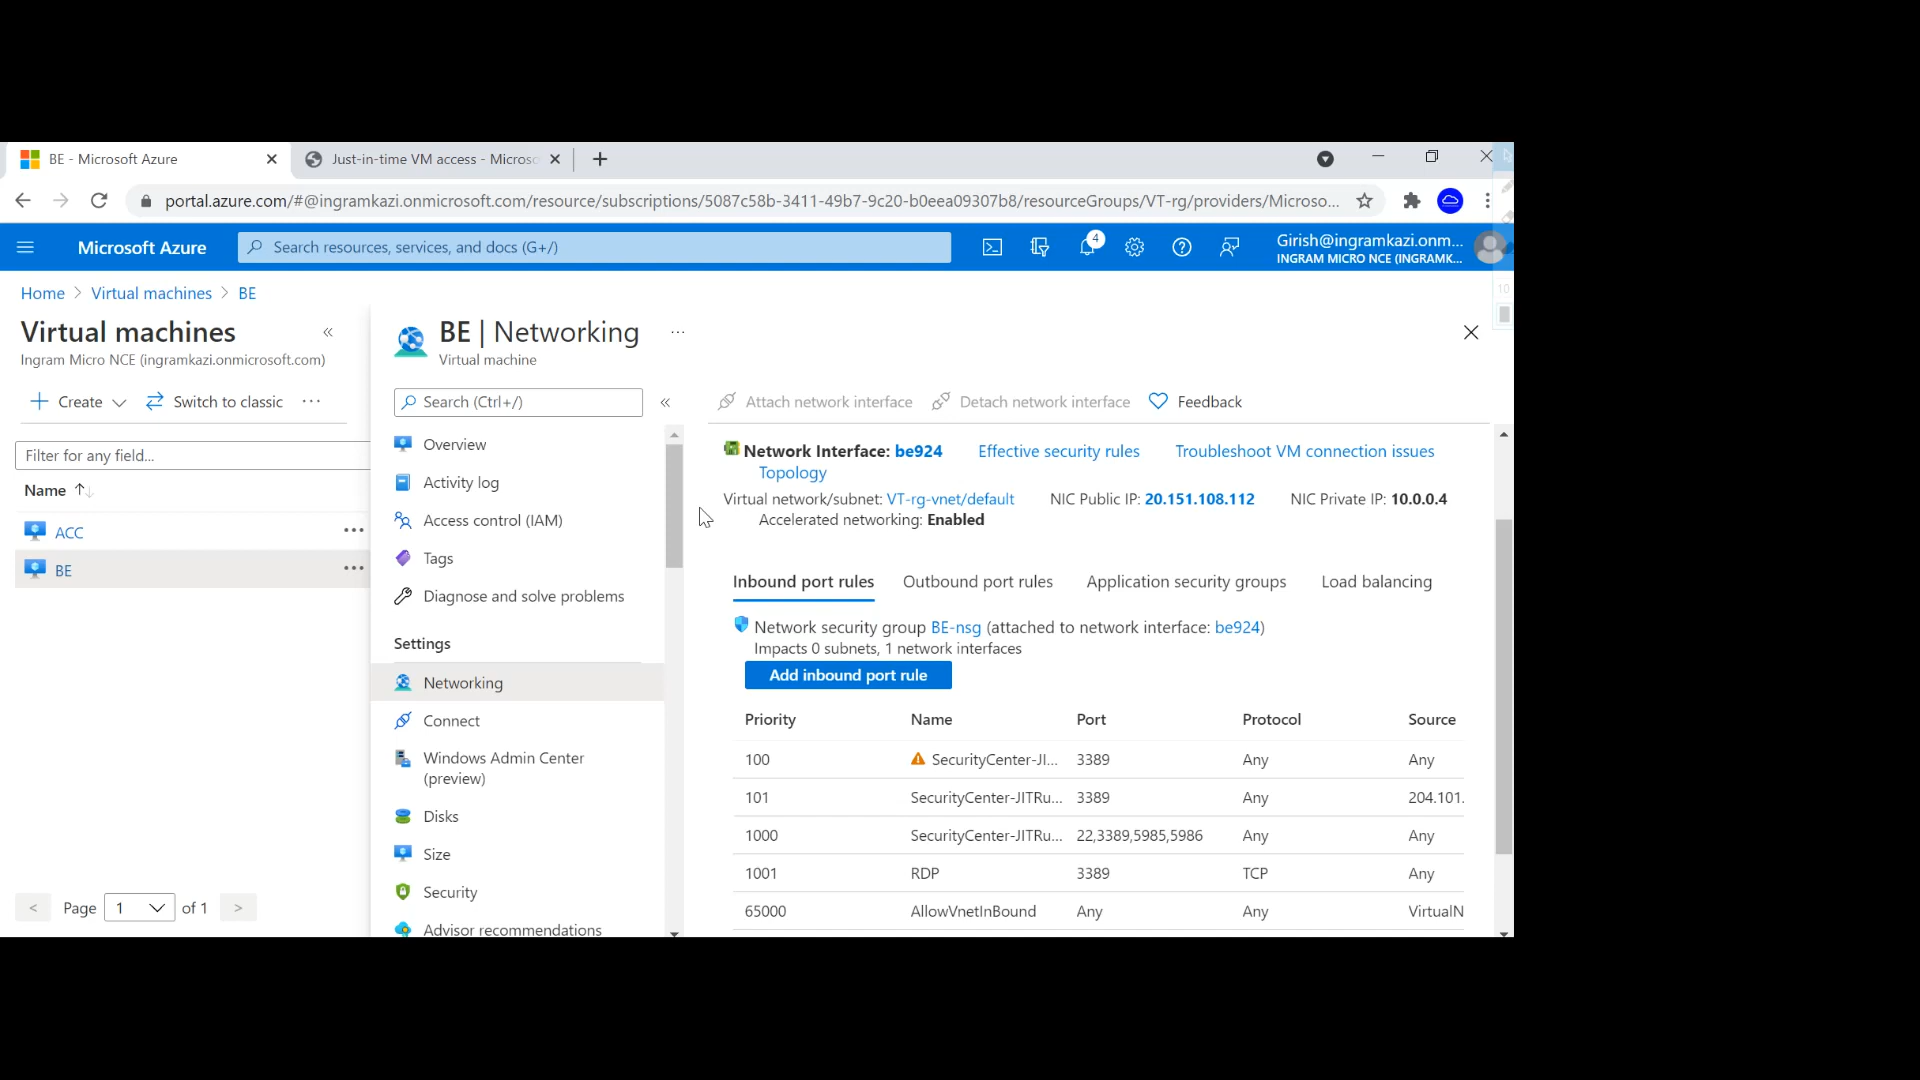 BE - Microsoft Azure
Just-in-time VM access - Microso
portal.azure.com/#@ingramkazi.onmicrosoft.com/resource/subscriptions/5087c58b-3411-49b7-9c20-b0eea09307b8/resourceGroups/VT-rg/providers/Microso...
Microsoft Azure
Search resources, services, and docs (G+/)
4
Girish@ingramkazi.onm...
INGRAM MICRO NCE (INGRAMK...
10
Home > Virtual machines > BE
Virtual machines
Ingram Micro NCE (ingramkazi.onmicrosoft.com)
Create
Switch to classic
Filter for any field...
Name
ACC
BE
< Page 1 of 1 >
BE | Networking
Virtual machine
Search (Ctrl+/)
Overview
Activity log
Access control (IAM)
Tags
Diagnose and solve problems
Settings
Networking
Connect
Windows Admin Center
(preview)
Disks
Size
Security
Advisor recommendations
Attach network interface
Detach network interface
Feedback
Network Interface: be924 Effective security rules Troubleshoot VM connection issues
Topology
Virtual network/subnet: VT-rg-vnet/default NIC Public IP: 20.151.108.112 NIC Private IP: 10.0.0.4
Accelerated networking: Enabled
Inbound port rules Outbound port rules Application security groups Load balancing
Network security group BE-nsg (attached to network interface: be924)
Impacts 0 subnets, 1 network interfaces
Add inbound port rule
Priority Name Port Protocol Source
100 SecurityCenter-JI... 3389 Any Any
101 SecurityCenter-JITRu... 3389 Any 204.101.
1000 SecurityCenter-JITRu... 22,3389,5985,5986 Any Any
1001 RDP 3389 TCP Any
65000 AllowVnetInBound Any Any VirtualN